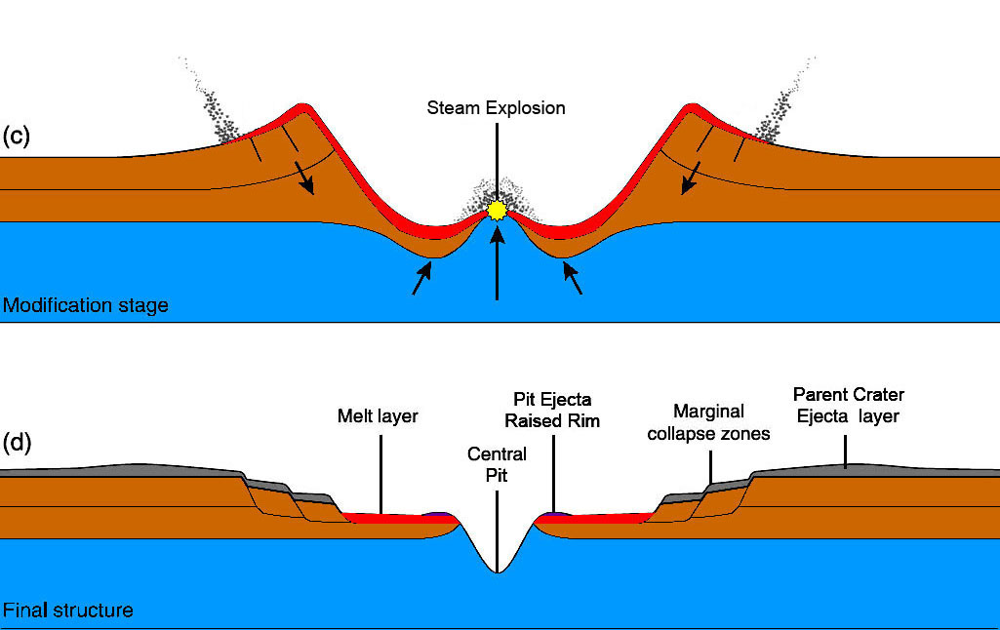 Steam Explosion
(c)
Modification stage
Parent Crater
Ejecta layer
Pit Ejecta
Raised Rim
Marginal
collapse zones
Melt layer
(d)
Central
Pit
Final structure